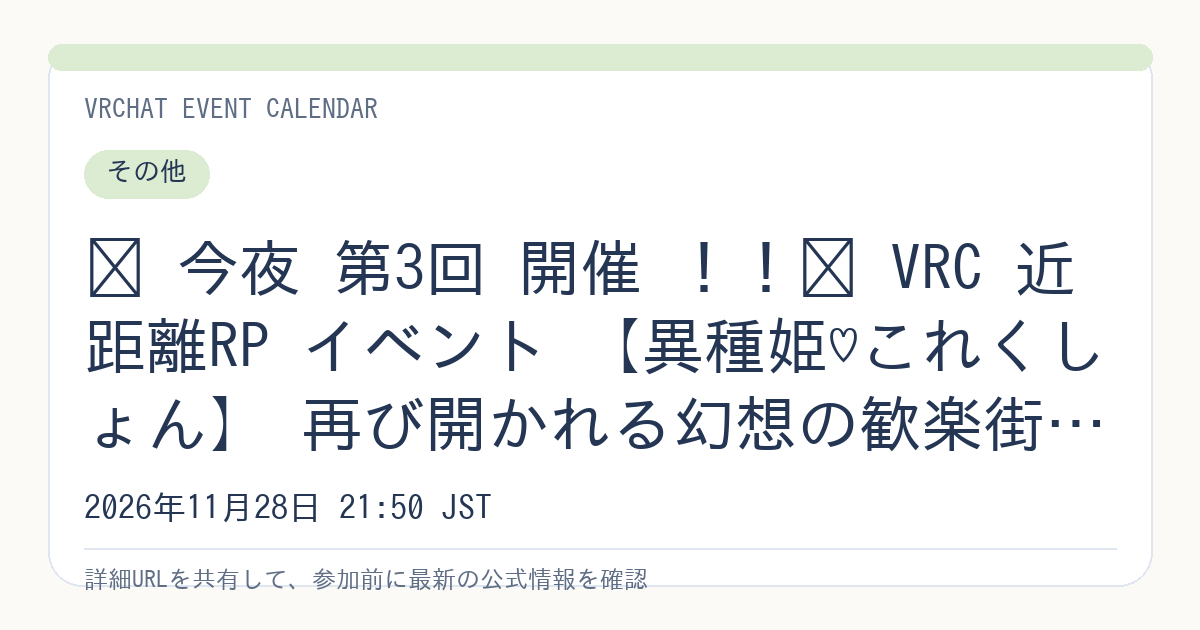 VRCHAT EVENT CALENDAR
その他
今夜 第3回 開催 ！！ VRC 近
距離RP イベント 【異種姫♡これくし
ょん】 再び開かれる幻想の歓楽街…
2026年11月28日 21:50 JST
詳細URLを共有して、参加前に最新の公式情報を確認